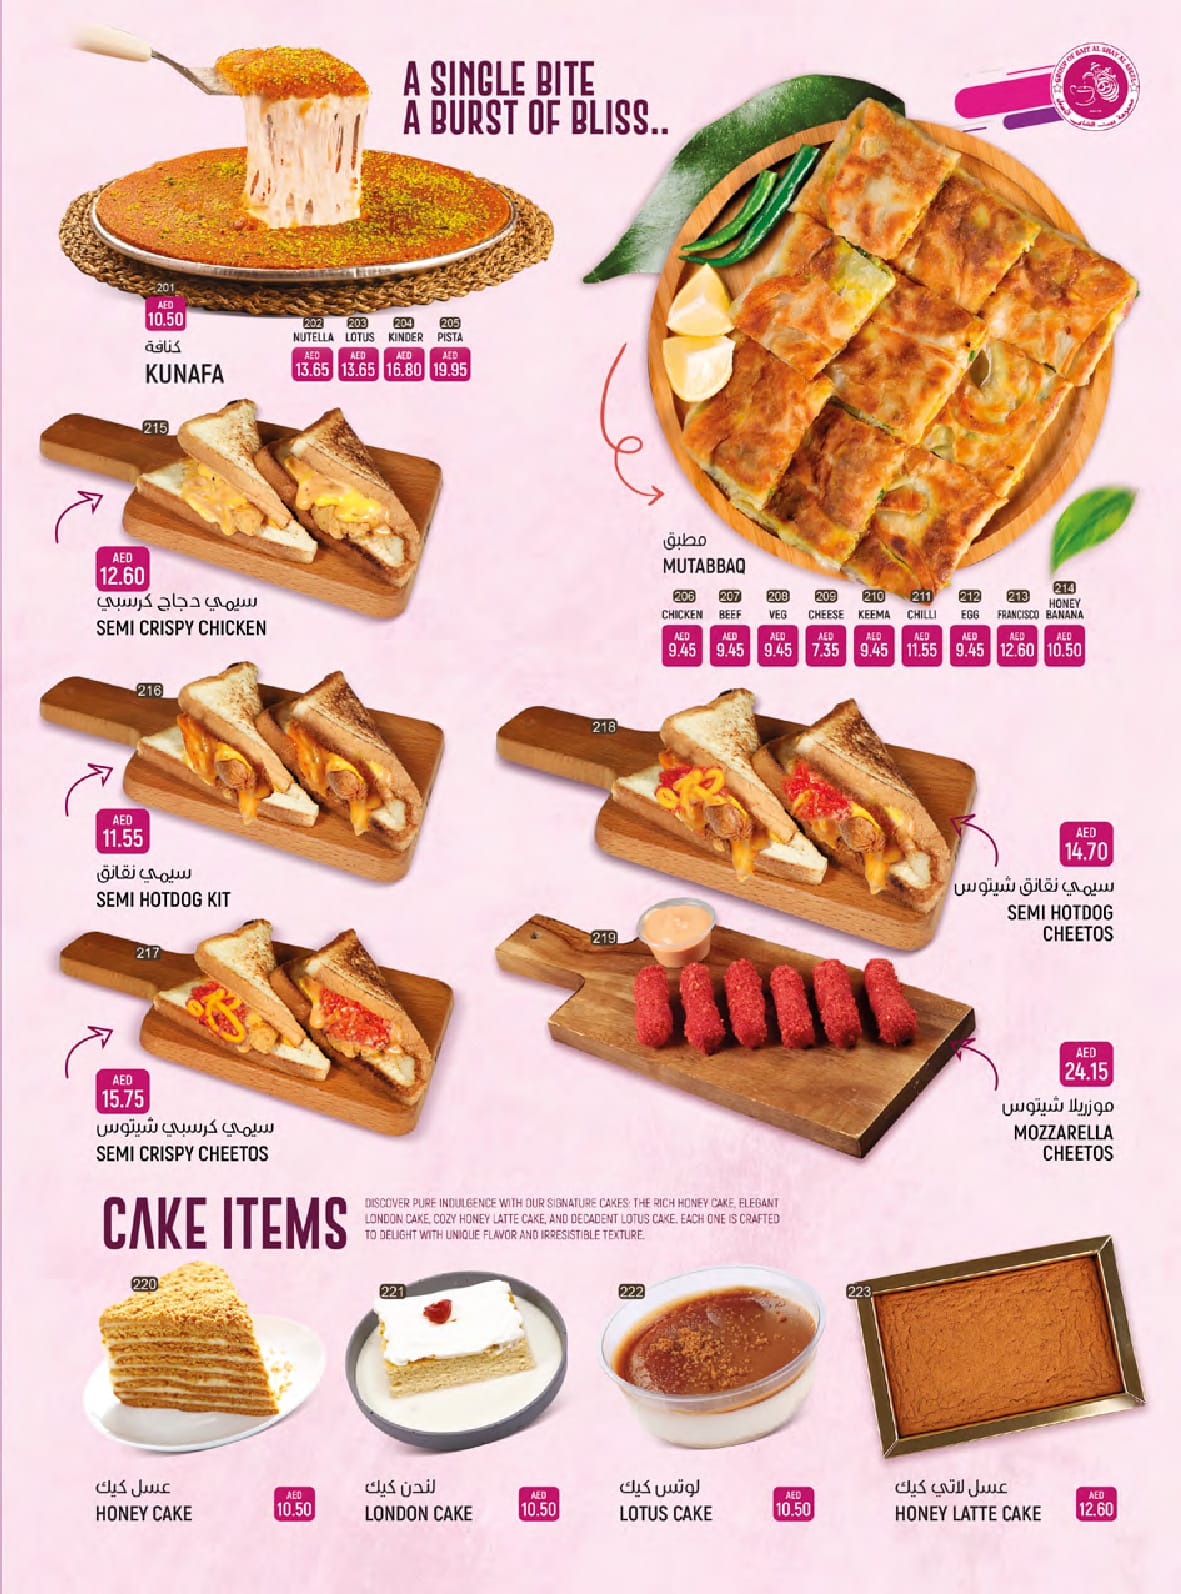 A SINGLE BITE
A BURST OF BLISS..
GROUP OF BAIT AL SHAY AL
201
AED
10.50
كنافة
KUNAFA
202 203 204 205
NUTELLA LOTUS KINDER PISTA
AED AED AED AED
13.65 13.65 16.80 19.95
مطبق
MUTABBAQ
206 207 208 209 210 211 212 213 214
CHICKEN BEEF VEG CHEESE KEEMA CHILLI EGG FRANCISCO HONEY BANANA
AED AED AED AED AED AED AED AED AED
9.45 9.45 9.45 7.35 9.45 11.55 9.45 12.60 10.50
215
AED
12.60
سيمي دجاج كرسبي
SEMI CRISPY CHICKEN
216
AED
11.55
سيمي نقانق
SEMI HOTDOG KIT
218
AED
14.70
سيمي نقانق شيتوس
SEMI HOTDOG
CHEETOS
217
AED
15.75
سيمي كرسبي شيتوس
SEMI CRISPY CHEETOS
219
AED
24.15
موزريلا شيتوس
MOZZARELLA
CHEETOS
CAKE ITEMS
DISCOVER PURE INDULGENCE WITH OUR SIGNATURE CAKES: THE RICH HONEY CAKE, ELEGANT
LONDON CAKE, COZY HONEY LATTE CAKE, AND DECADENT LOTUS CAKE. EACH ONE IS CRAFTED
TO DELIGHT WITH UNIQUE FLAVOR AND IRRESISTIBLE TEXTURE.
220
عسل كيك
HONEY CAKE
AED
10.50
221
لندن كيك
LONDON CAKE
AED
10.50
222
لوتس كيك
LOTUS CAKE
AED
10.50
223
عسل لاتي كيك
HONEY LATTE CAKE
AED
12.60